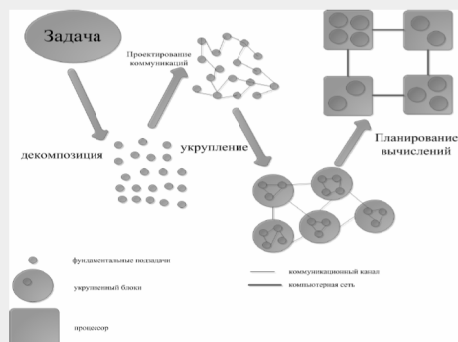 Задача
Проектирование
коммуникаций
декомпозиция
укрупление
Планирование
вычислений
фундаментальные подзадачи
укрупненный блоки
процессор
коммуникационный канал
компьютерная сеть